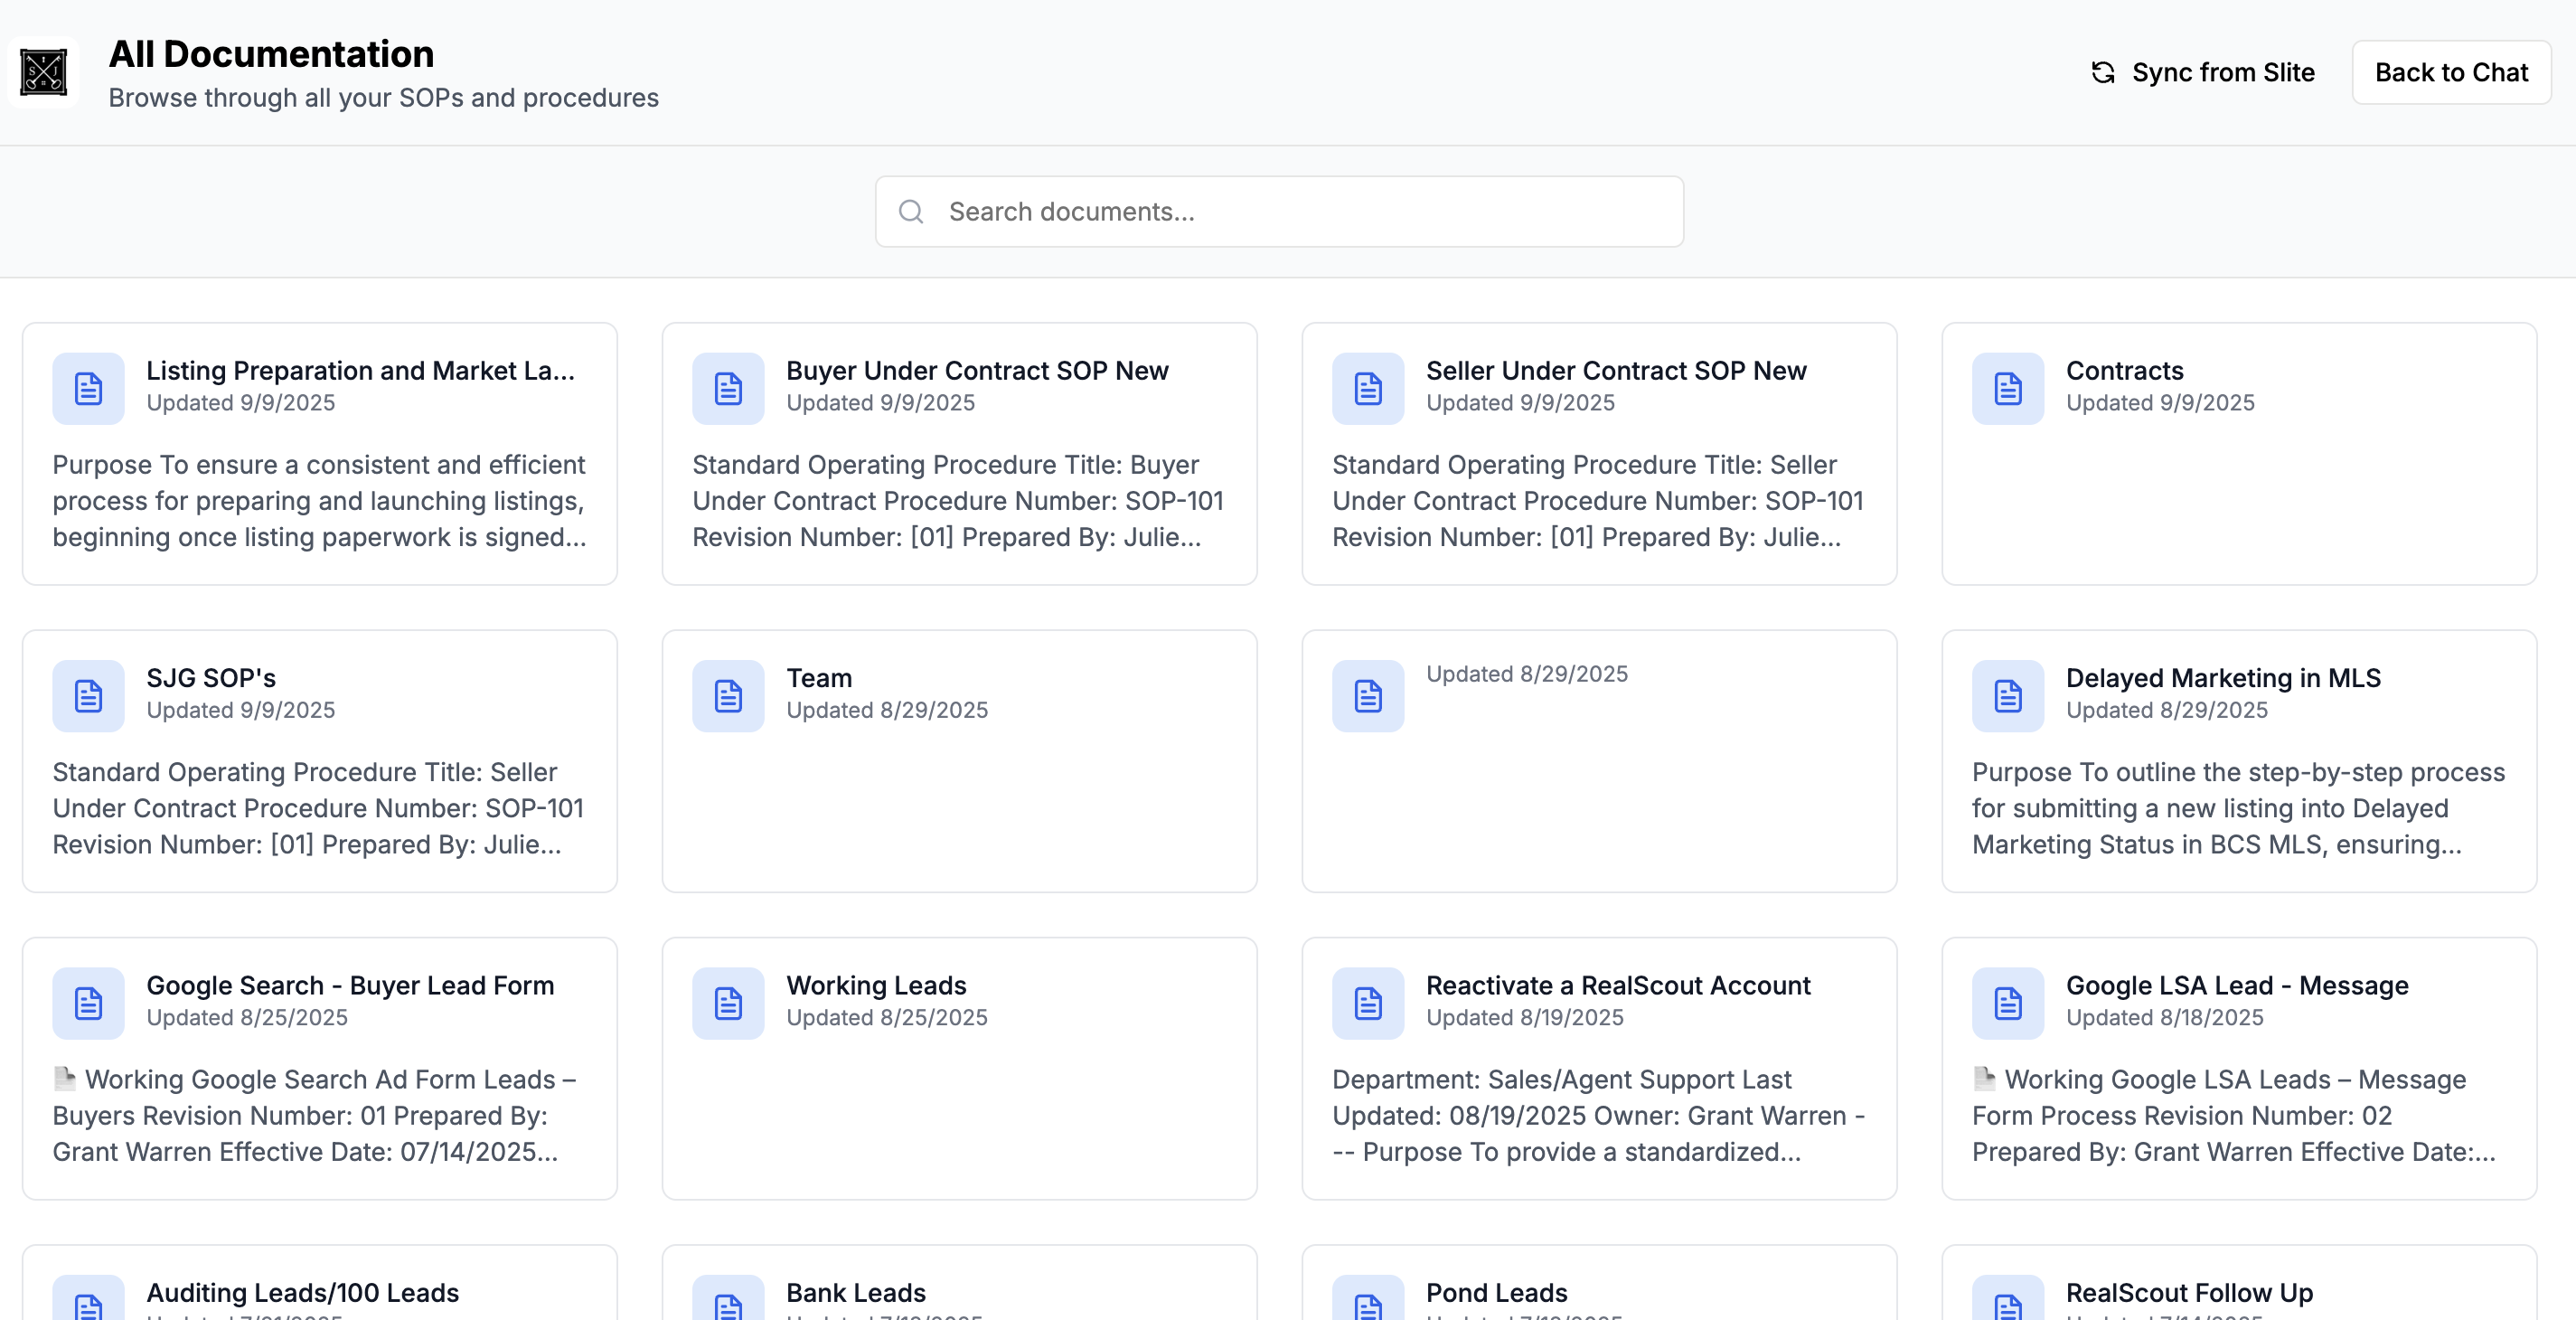 All Documentation
Browse through all your SOPs and procedures
Sync from Slite
Back to Chat
Search documents...
Listing Preparation and Market La...
Updated 9/9/2025
Purpose To ensure a consistent and efficient
process for preparing and launching listings,
beginning once listing paperwork is signed...
Buyer Under Contract SOP New
Updated 9/9/2025
Standard Operating Procedure Title: Buyer
Under Contract Procedure Number: SOP-101
Revision Number: [01] Prepared By: Julie...
Seller Under Contract SOP New
Updated 9/9/2025
Standard Operating Procedure Title: Seller
Under Contract Procedure Number: SOP-101
Revision Number: [01] Prepared By: Julie...
Contracts
Updated 9/9/2025
SJG SOP's
Updated 9/9/2025
Standard Operating Procedure Title: Seller
Under Contract Procedure Number: SOP-101
Revision Number: [01] Prepared By: Julie...
Team
Updated 8/29/2025
Updated 8/29/2025
Delayed Marketing in MLS
Updated 8/29/2025
Purpose To outline the step-by-step process
for submitting a new listing into Delayed
Marketing Status in BCS MLS, ensuring...
Google Search - Buyer Lead Form
Updated 8/25/2025
Working Google Search Ad Form Leads –
Buyers Revision Number: 01 Prepared By:
Grant Warren Effective Date: 07/14/2025...
Working Leads
Updated 8/25/2025
Reactivate a RealScout Account
Updated 8/19/2025
Department: Sales/Agent Support Last
Updated: 08/19/2025 Owner: Grant Warren -
-- Purpose To provide a standardized...
Google LSA Lead - Message
Updated 8/18/2025
Working Google LSA Leads – Message
Form Process Revision Number: 02
Prepared By: Grant Warren Effective Date:...
Auditing Leads/100 Leads
Bank Leads
Pond Leads
RealScout Follow Up